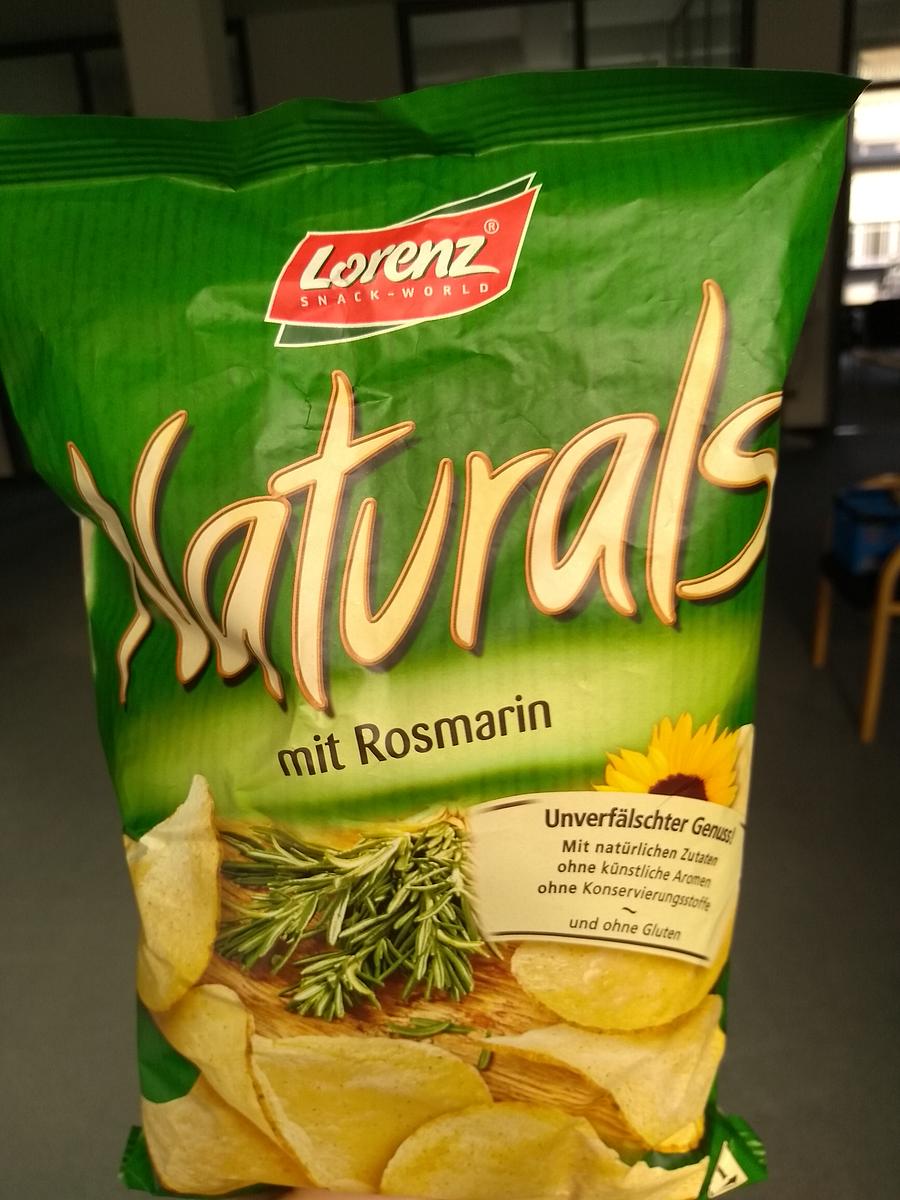 Lorenz®
SNACK-WORLD
Naturals
mit Rosmarin
Unverfälschter Genuss!
Mit natürlichen Zutaten
ohne künstliche Aromen
ohne Konservierungsstoffe
~
und ohne Gluten